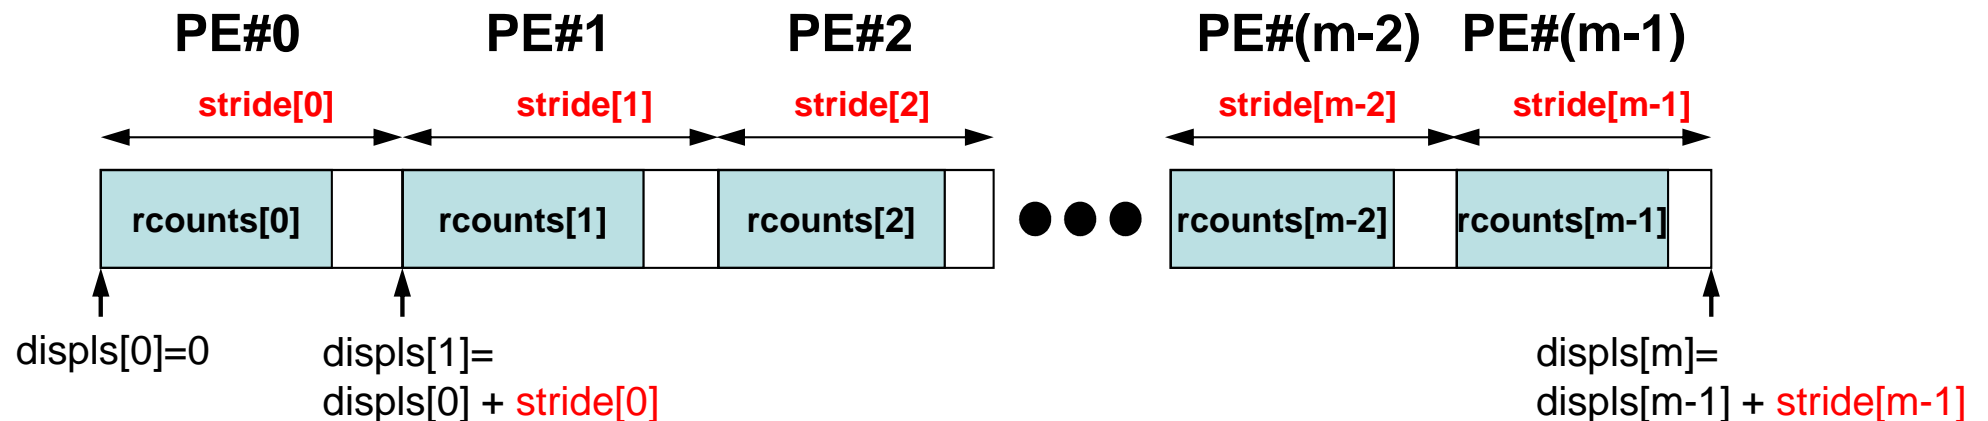 PE#0 PE#1 PE#2 PE#(m-2) PE#(m-1)
stride[0] stride[1] stride[2] stride[m-2] stride[m-1]
rcounts[0] rcounts[1] rcounts[2] rcounts[m-2] rcounts[m-1]
displs[0]=0 displs[1]= displs[m]=
displs[0] + stride[0] displs[m-1] + stride[m-1]